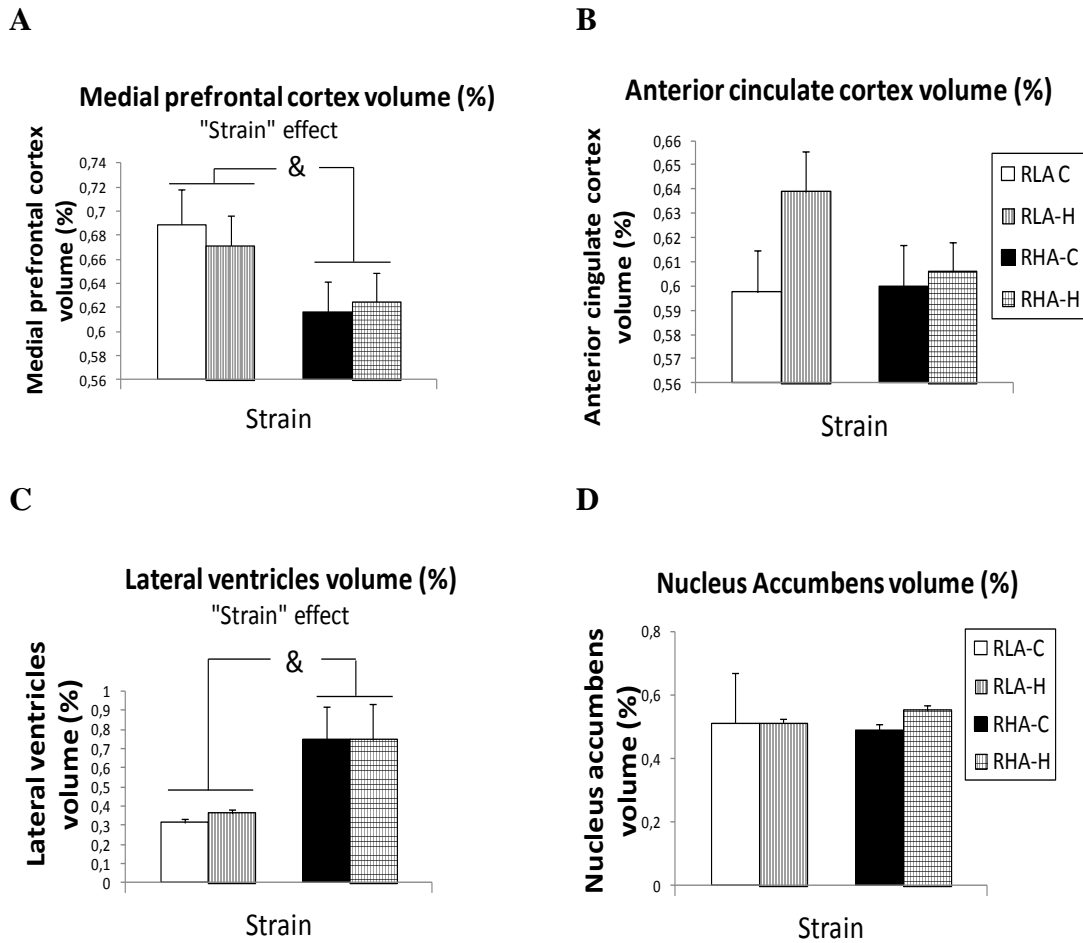 A
Medial prefrontal cortex volume (%)
"Strain" effect
&
Medial prefrontal cortex
volume (%)
0,74
0,72
0,7
0,68
0,66
0,64
0,62
0,6
0,58
0,56
Strain
B
Anterior cinculate cortex volume (%)
Anterior cingulate cortex
volume (%)
0,66
0,65
0,64
0,63
0,62
0,61
0,6
0,59
0,58
0,57
0,56
Strain
RLA C
RLA-H
RHA-C
RHA-H
C
Lateral ventricles volume (%)
"Strain" effect
&
Lateral ventricles
volume (%)
1
0,9
0,8
0,7
0,6
0,5
0,4
0,3
0,2
0,1
0
Strain
D
Nucleus Accumbens volume (%)
Nucleus accumbens
volume (%)
0,8
0,6
0,4
0,2
0
Strain
RLA-C
RLA-H
RHA-C
RHA-H